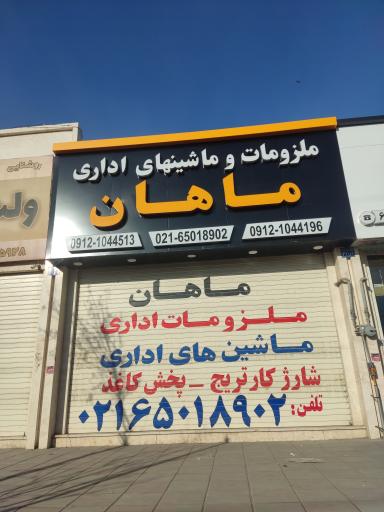 ملزومات و ماشینهای اداری
ماهان
0912-1044513
021-65018902
0912-1044196
ماهان
ملزومات اداری
ماشین های اداری
شارژ کارتریج - پخش کاغذ
تلفن: ۰۲۱۶۵۰۱۸۹۰۲
روشنایی